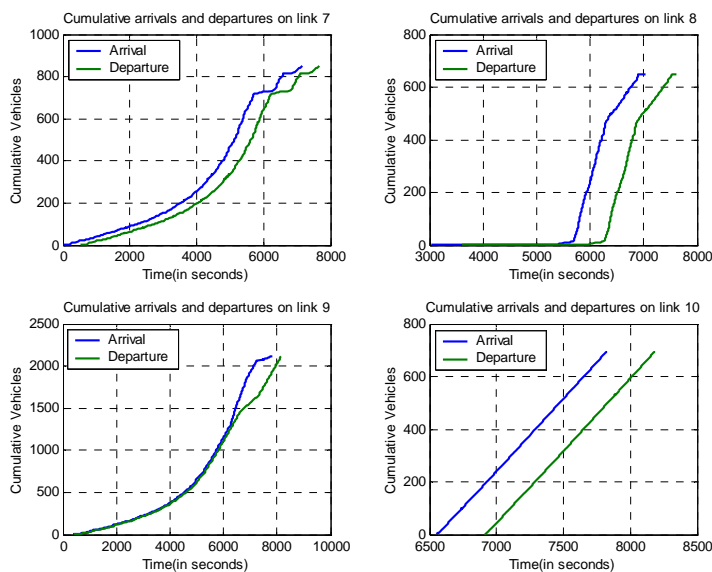 Cumulative arrivals and departures on link 7
1000
800
600
400
200
0
0 2000 4000 6000 8000
Cumulative Vehicles
Time(in seconds)
Arrival
Departure
Cumulative arrivals and departures on link 8
800
600
400
200
0
3000 4000 5000 6000 7000 8000
Cumulative Vehicles
Time(in seconds)
Arrival
Departure
Cumulative arrivals and departures on link 9
2500
2000
1500
1000
500
0
0 2000 4000 6000 8000 10000
Cumulative Vehicles
Time(in seconds)
Arrival
Departure
Cumulative arrivals and departures on link 10
800
600
400
200
0
6500 7000 7500 8000 8500
Cumulative Vehicles
Time(in seconds)
Arrival
Departure